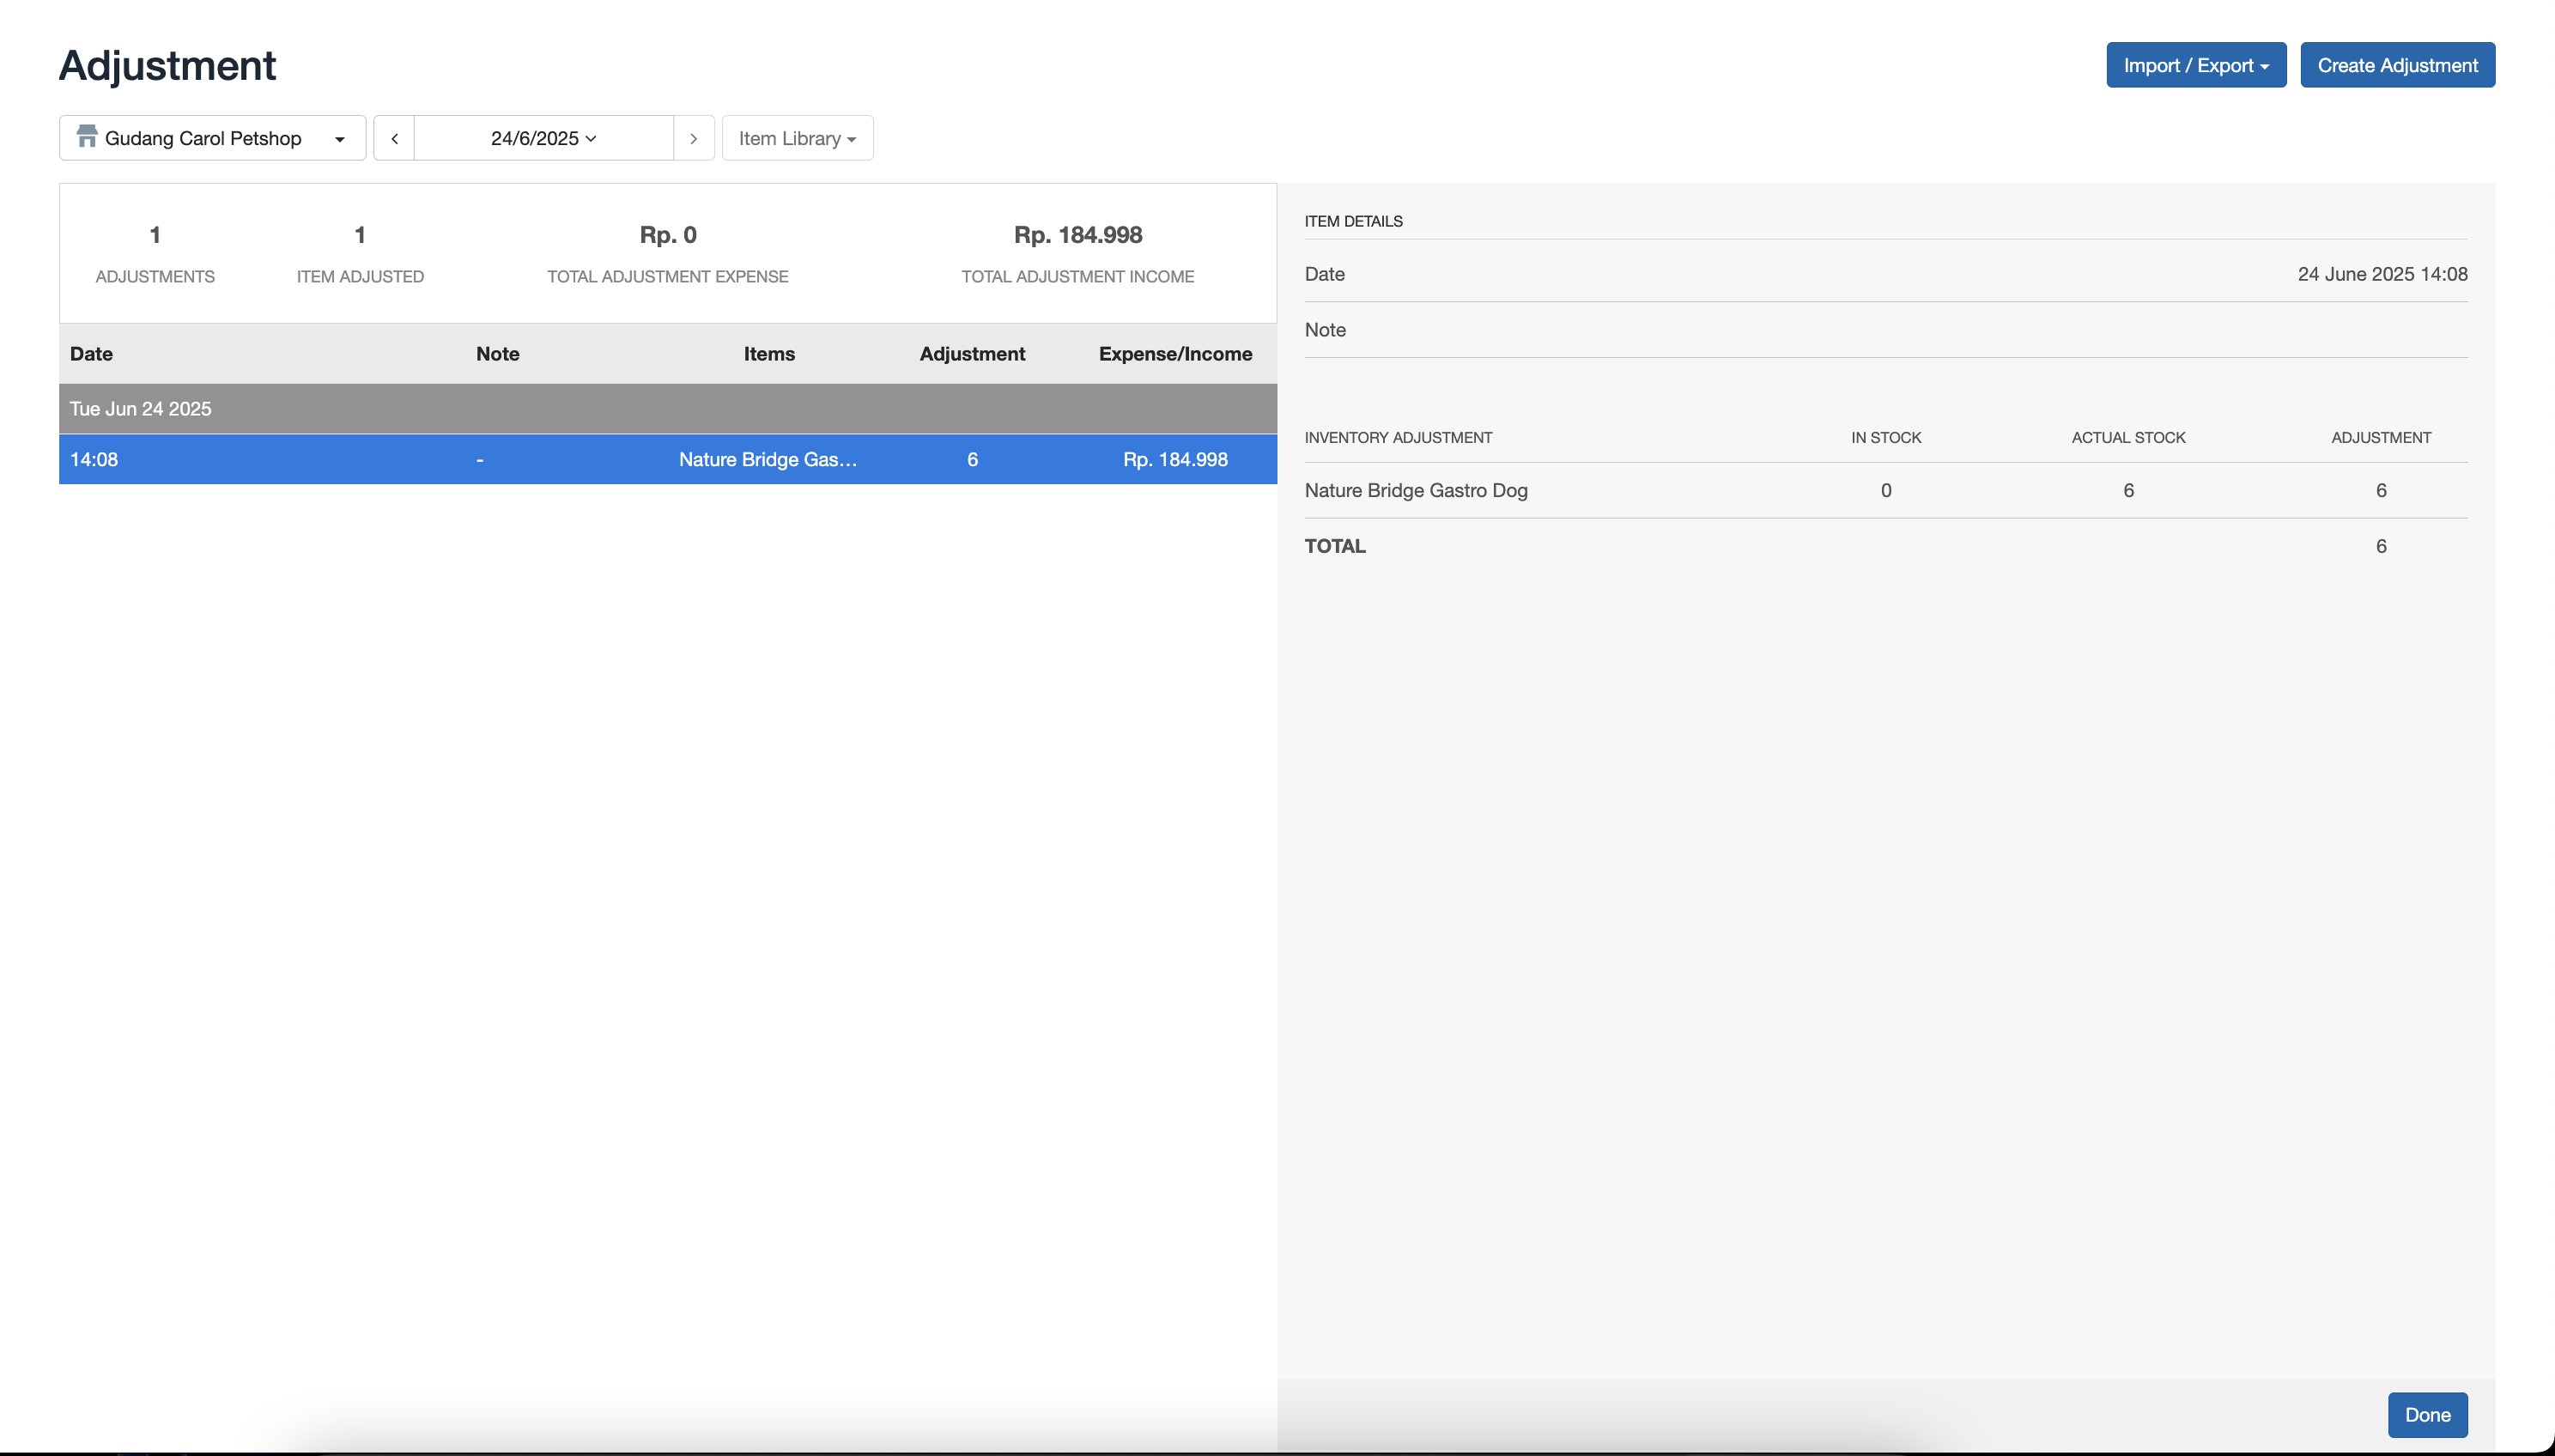 Adjustment
Import / Export
Create Adjustment
Gudang Carol Petshop
24/6/2025
Item Library
1
1
Rp. 0
Rp. 184.998
ADJUSTMENTS
ITEM ADJUSTED
TOTAL ADJUSTMENT EXPENSE
TOTAL ADJUSTMENT INCOME
Date Note Items Adjustment Expense/Income
Tue Jun 24 2025
14:08 - Nature Bridge Gas... 6 Rp. 184.998
ITEM DETAILS
Date 24 June 2025 14:08
Note
INVENTORY ADJUSTMENT IN STOCK ACTUAL STOCK ADJUSTMENT
Nature Bridge Gastro Dog 0 6 6
TOTAL 6
Done